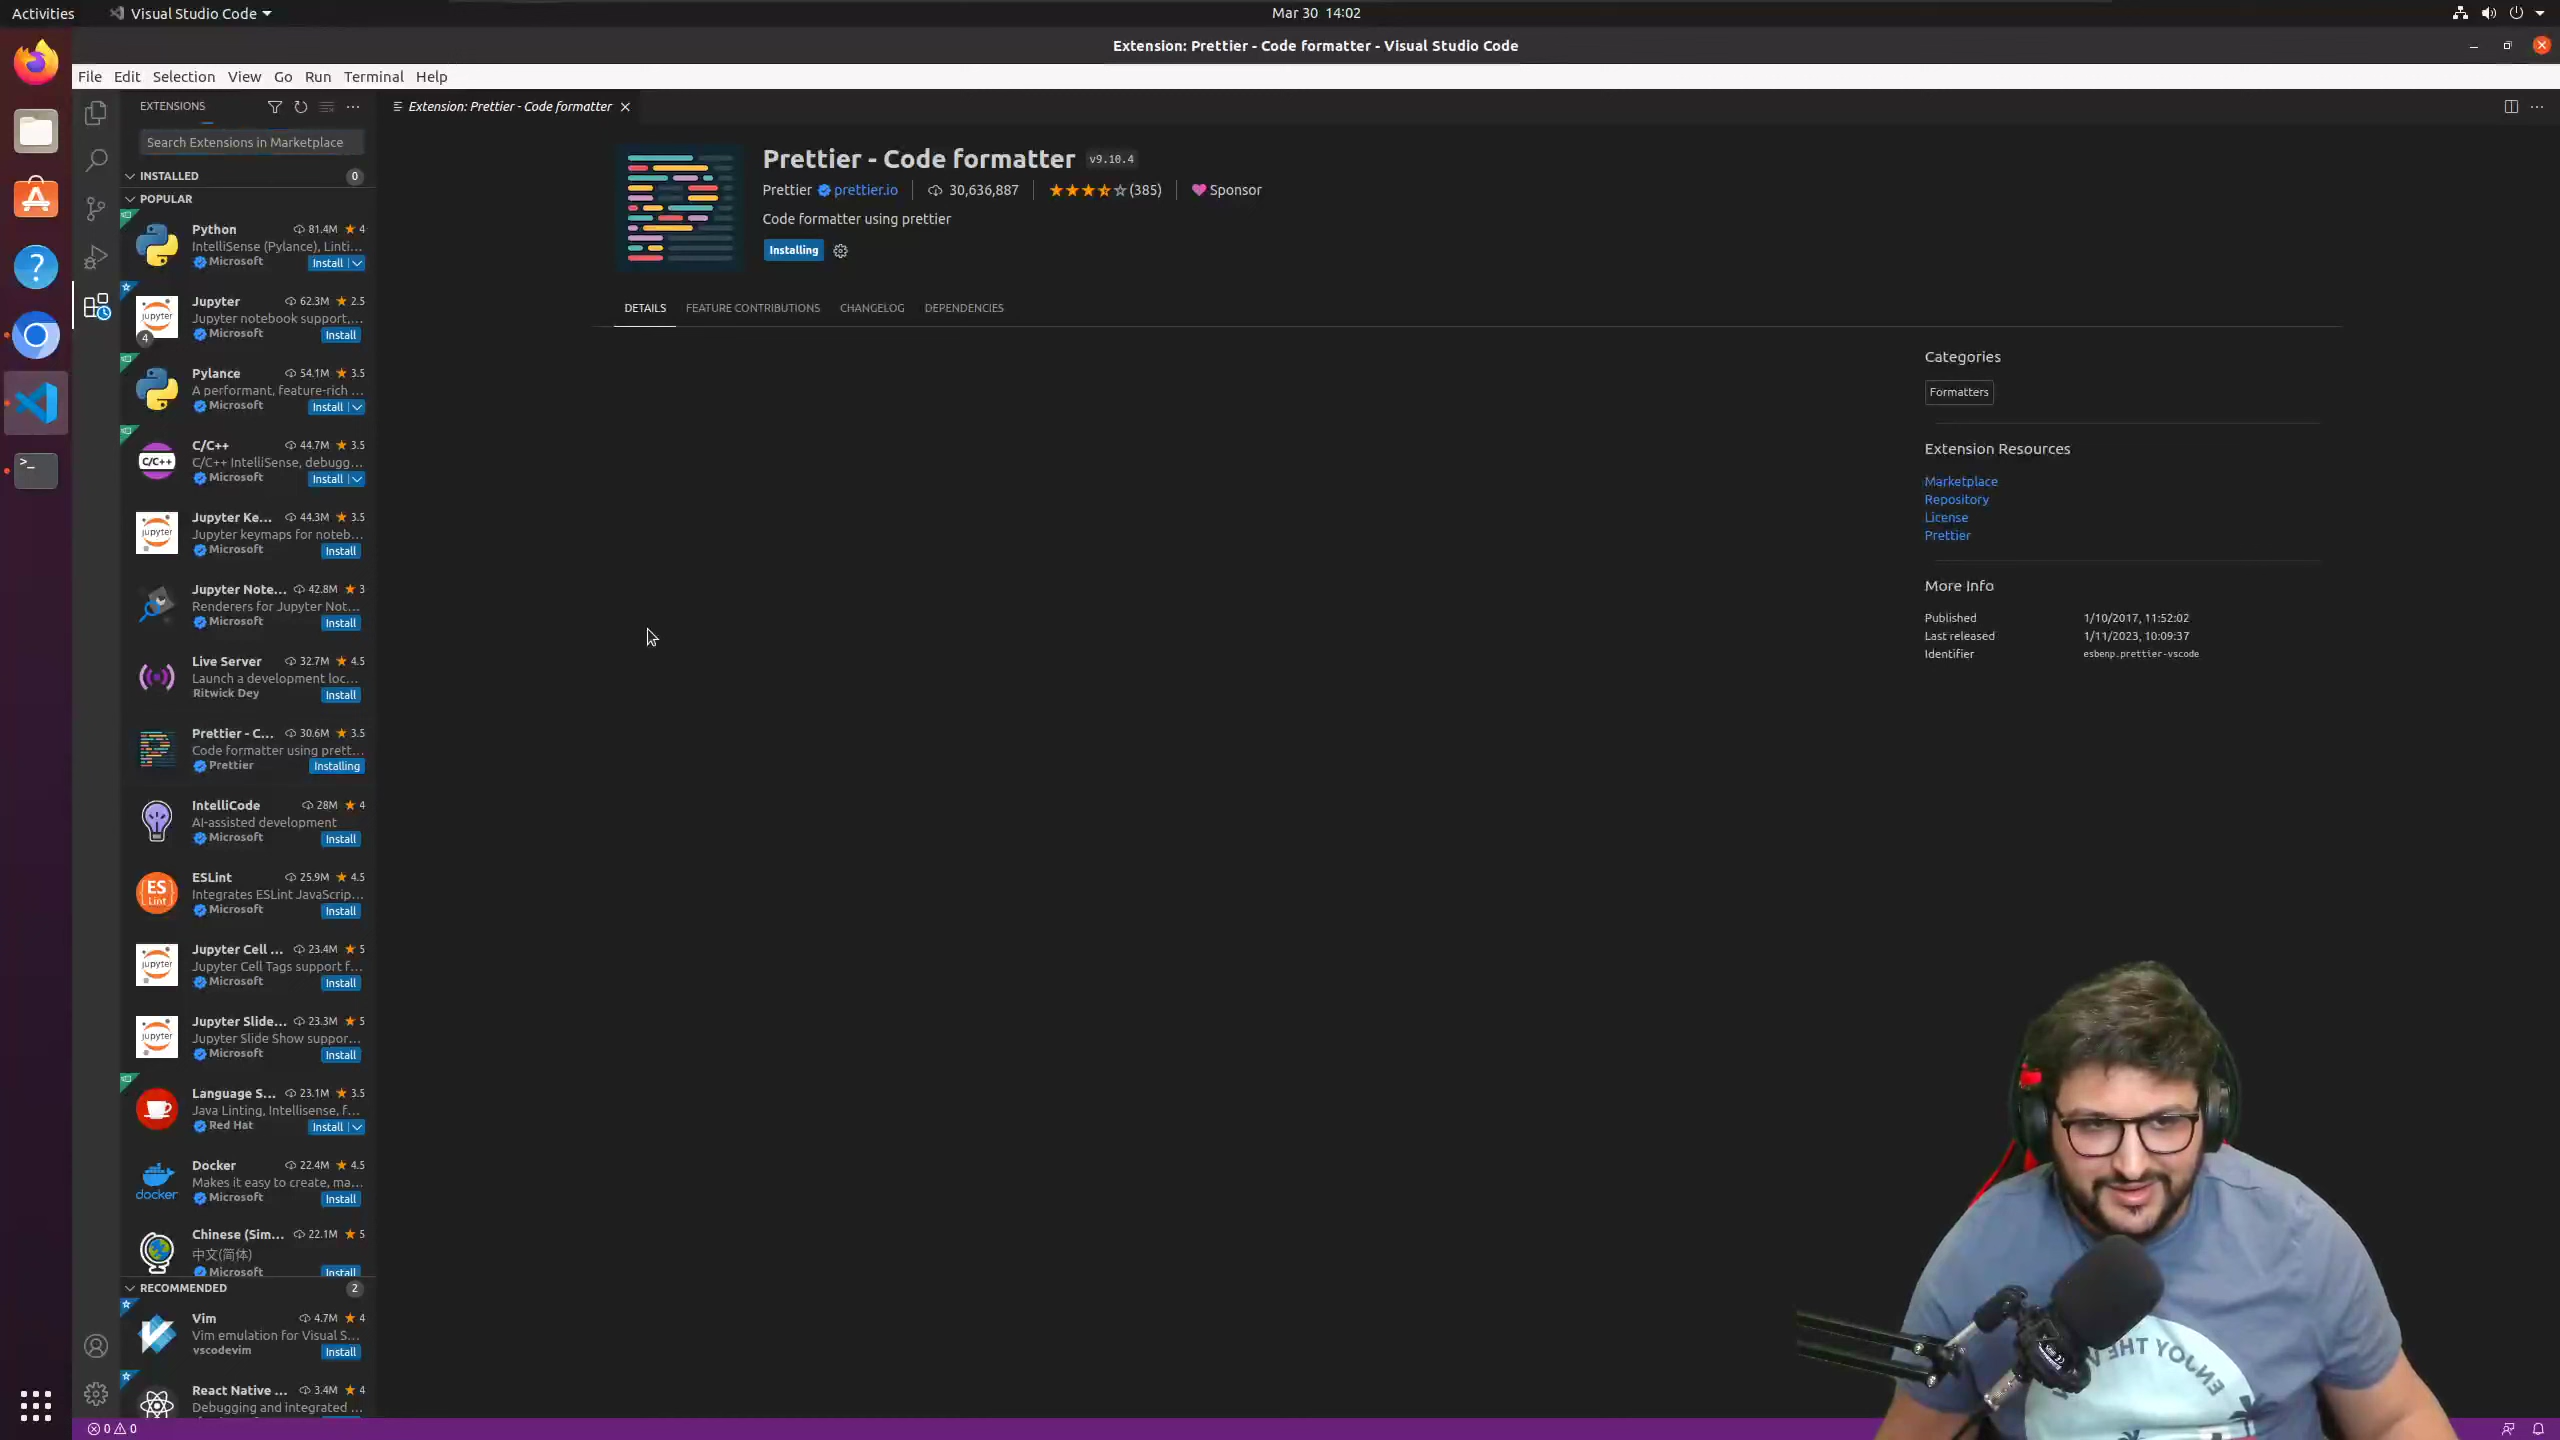 Activities
Visual Studio Code
Mar 30 14:02
Extension: Prettier - Code formatter - Visual Studio Code
File Edit Selection View Go Run Terminal Help
EXTENSIONS
Extension: Prettier - Code formatter
Search Extensions in Marketplace
INSTALLED 0
POPULAR
Python 81.4M 4
IntelliSense (Pylance), Linti...
Microsoft Install
Jupyter 62.3M 2.5
Jupyter notebook support,...
Microsoft Install
jupyter
4
Pylance 54.1M 3.5
A performant, feature-rich ...
Microsoft Install
C/C++ 44.7M 3.5
C/C++ IntelliSense, debugg...
Microsoft Install
C/C++
Jupyter Ke... 44.3M 3.5
Jupyter keymaps for noteb...
Microsoft Install
jupyter
Jupyter Note... 42.8M 3
Renderers for Jupyter Not...
Microsoft Install
Live Server 32.7M 4.5
Launch a development loc...
Ritwick Dey Install
Prettier - C... 30.6M 3.5
Code formatter using prett...
Prettier Installing
IntelliCode 28M 4
AI-assisted development
Microsoft Install
ESLint 25.9M 4.5
Integrates ESLint JavaScrip...
Microsoft Install
ES
Lint
Jupyter Cell ... 23.4M 5
Jupyter Cell Tags support f...
Microsoft Install
jupyter
Jupyter Slide... 23.3M 5
Jupyter Slide Show suppor...
Microsoft Install
jupyter
Language S... 23.1M 3.5
Java Linting, Intellisense, f...
Red Hat Install
Docker 22.4M 4.5
Makes it easy to create, ma...
Microsoft Install
docker
Chinese (Sim... 22.1M 5
中文(简体)
Microsoft Install
RECOMMENDED 2
Vim 4.7M 4
Vim emulation for Visual S...
vscodevim Install
React Native ... 3.4M 4
Debugging and integrated ...
0 0
Prettier - Code formatter v9.10.4
Prettier prettier.io 30,636,887 (385) Sponsor
Code formatter using prettier
Installing
DETAILS FEATURE CONTRIBUTIONS CHANGELOG DEPENDENCIES
Categories
Formatters
Extension Resources
Marketplace
Repository
License
Prettier
More Info
Published 1/10/2017, 11:52:02
Last released 1/11/2023, 10:09:37
Identifier esbenp.prettier-vscode
ENJOY THE